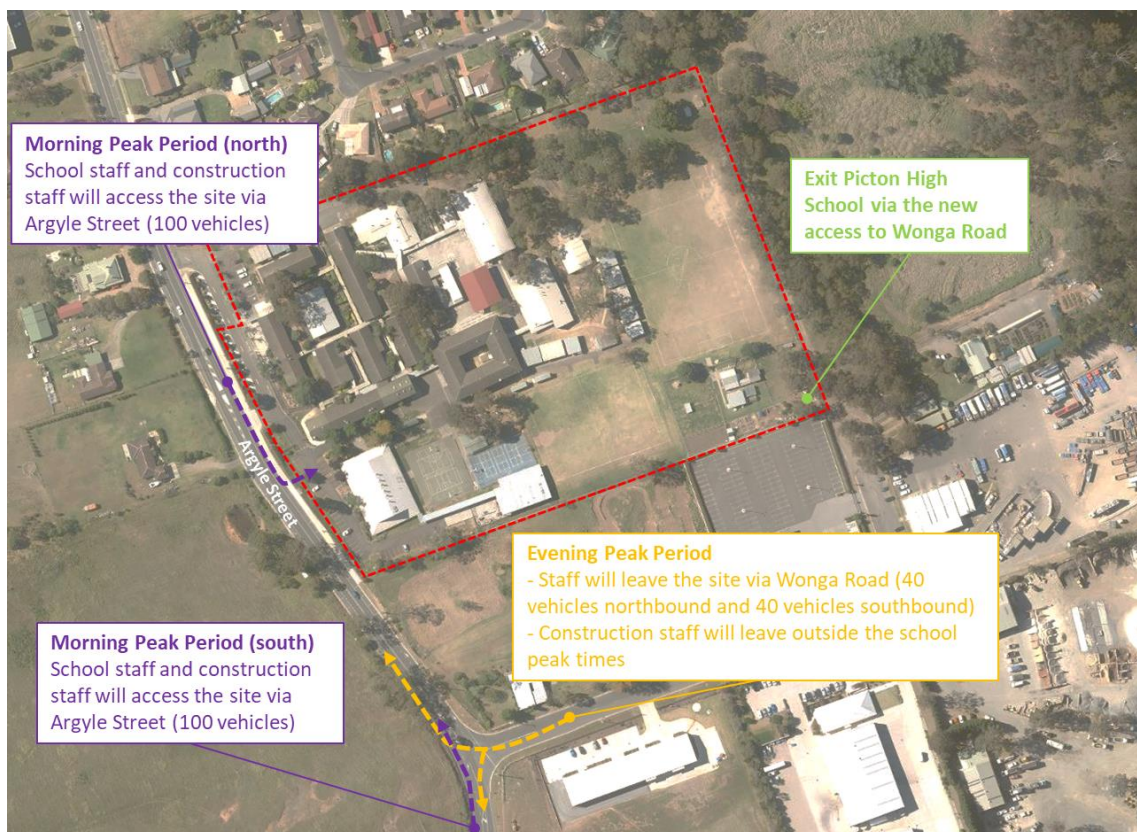 Morning Peak Period (north)
School staff and construction
staff will access the site via
Argyle Street (100 vehicles)
Exit Picton High
School via the new
access to Wonga Road
Argyle Street
Evening Peak Period
- Staff will leave the site via Wonga Road (40
vehicles northbound and 40 vehicles southbound)
- Construction staff will leave outside the school
peak times
Morning Peak Period (south)
School staff and construction
staff will access the site via
Argyle Street (100 vehicles)